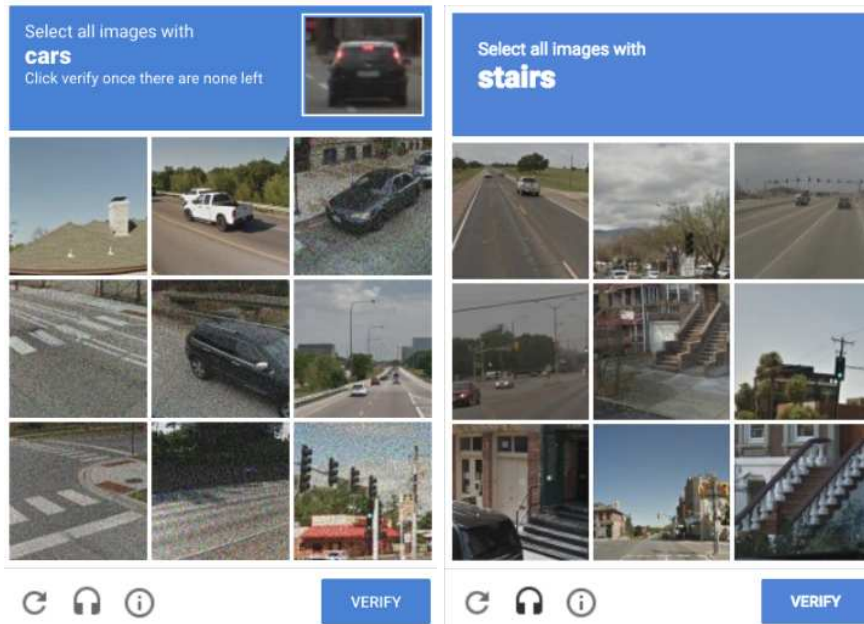 Select all images with
cars
Click verify once there are none left
VERIFY
Select all images with
stairs
VERIFY